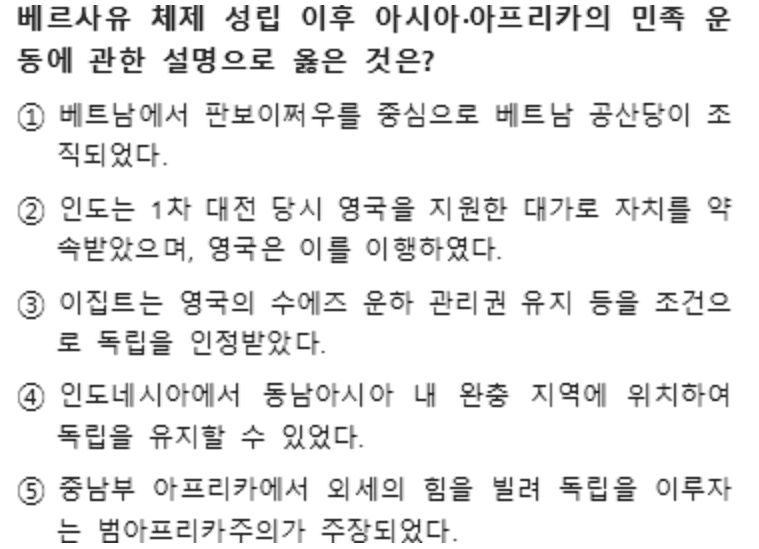 베르사유 체제 성립 이후 아시아·아프리카의 민족 운
동에 관한 설명으로 옳은 것은?
① 베트남에서 판보이쩌우를 중심으로 베트남 공산당이 조
직되었다.
② 인도는 1차 대전 당시 영국을 지원한 대가로 자치를 약
속받았으며, 영국은 이를 이행하였다.
③ 이집트는 영국의 수에즈 운하 관리권 유지 등을 조건으
로 독립을 인정받았다.
④ 인도네시아에서 동남아시아 내 완충 지역에 위치하여
독립을 유지할 수 있었다.
⑤ 중남부 아프리카에서 외세의 힘을 빌려 독립을 이루자
는 범아프리카주의가 주장되었다.